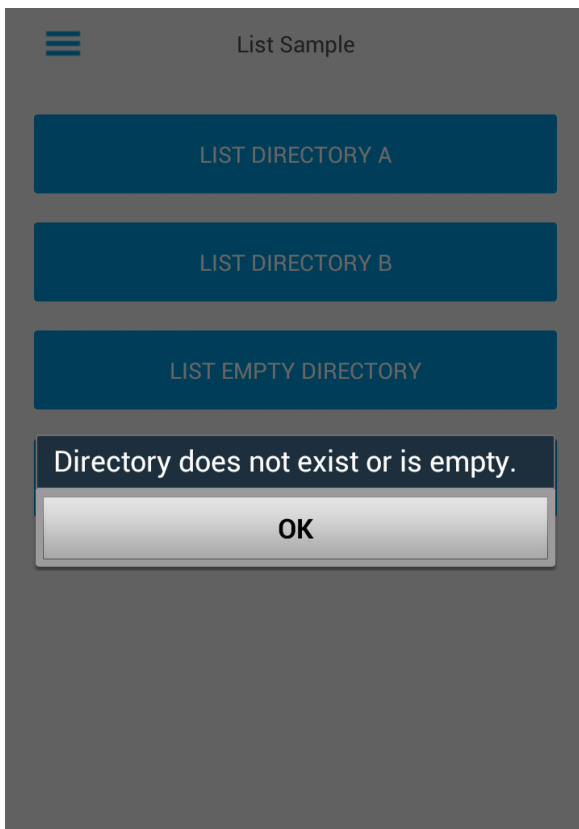 List Sample
LIST DIRECTORY A
LIST DIRECTORY B
LIST EMPTY DIRECTORY
Directory does not exist or is empty.
OK